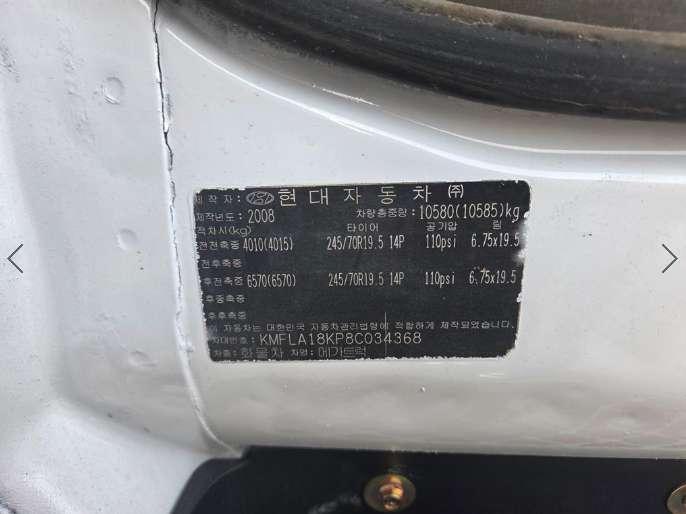 제작자: 현대자동차(주)
제작년도: 2008 차량총중량: 10580(10585)kg
적차시(kg) 타이어 공기압 림
전전축중 4010(4015) 245/70R19.5 14P 110psi 6.75x19.5
전후축중
후전축중 6570(6570) 245/70R19.5 14P 110psi 6.75x19.5
후중축중
후후축중
이 자동차는 대한민국 자동차관리법령에 적합하게 제작되었습니다.
차대번호: KMFLA18KP8C034368
차종: 화물차 차명: 메가트럭